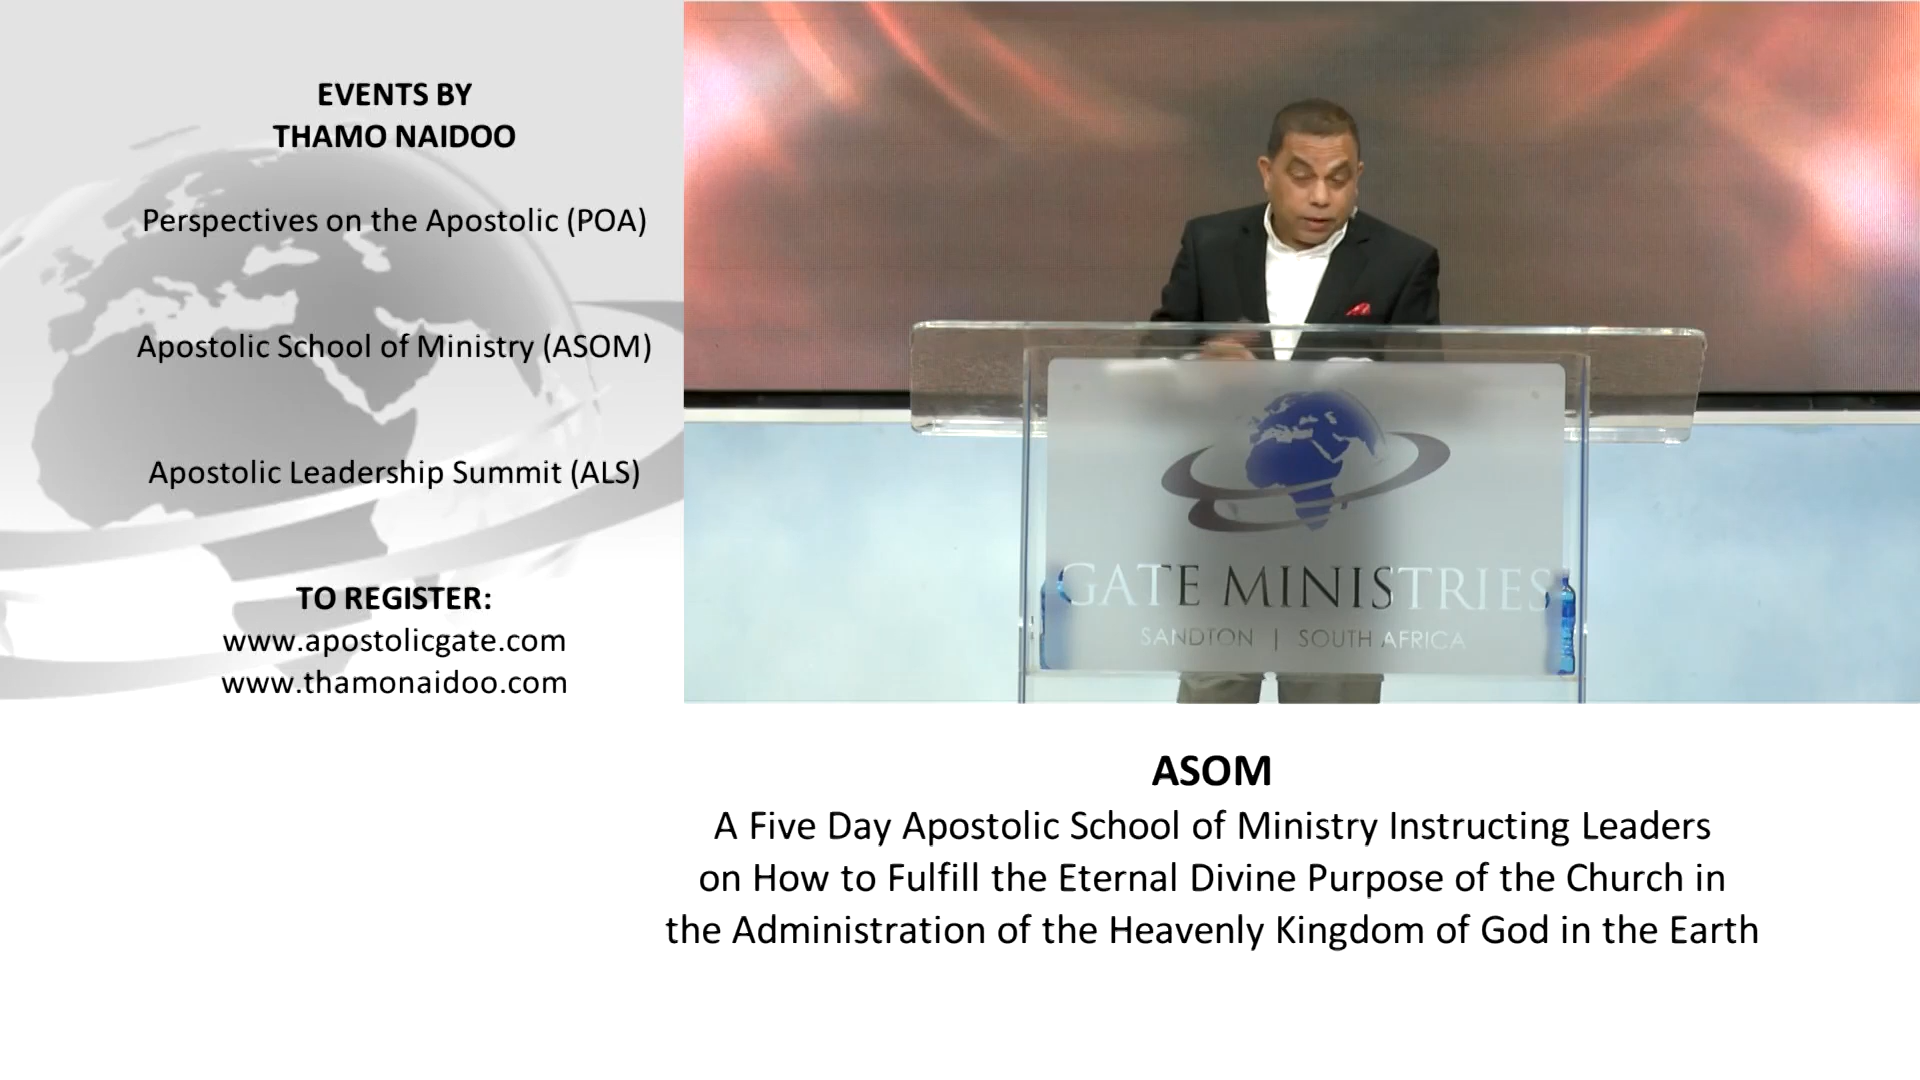 EVENTS BY
THAMO NAIDOO
Perspectives on the Apostolic (POA)
Apostolic School of Ministry (ASOM)
Apostolic Leadership Summit (ALS)
TO REGISTER:
www.apostolicgate.com
www.thamonaidoo.com
GATE MINISTRIES
SANDTON | SOUTH AFRICA
ASOM
A Five Day Apostolic School of Ministry Instructing Leaders
on How to Fulfill the Eternal Divine Purpose of the Church in
the Administration of the Heavenly Kingdom of God in the Earth